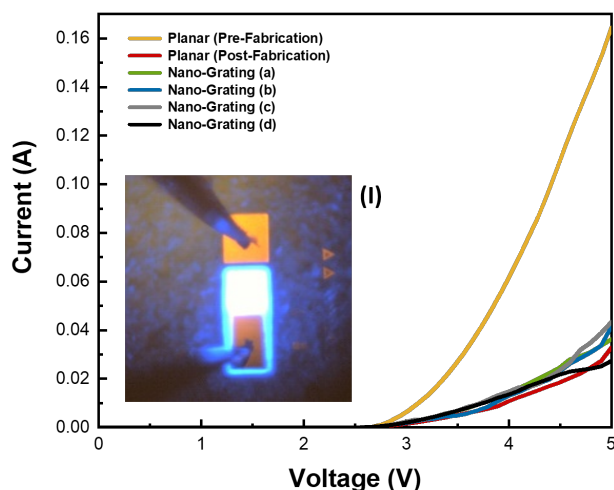 Planar (Pre-Fabrication)
Planar (Post-Fabrication)
Nano-Grating (a)
Nano-Grating (b)
Nano-Grating (c)
Nano-Grating (d)
(I)
Current (A)
0.16
0.14
0.12
0.10
0.08
0.06
0.04
0.02
0.00
0 1 2 3 4 5
Voltage (V)